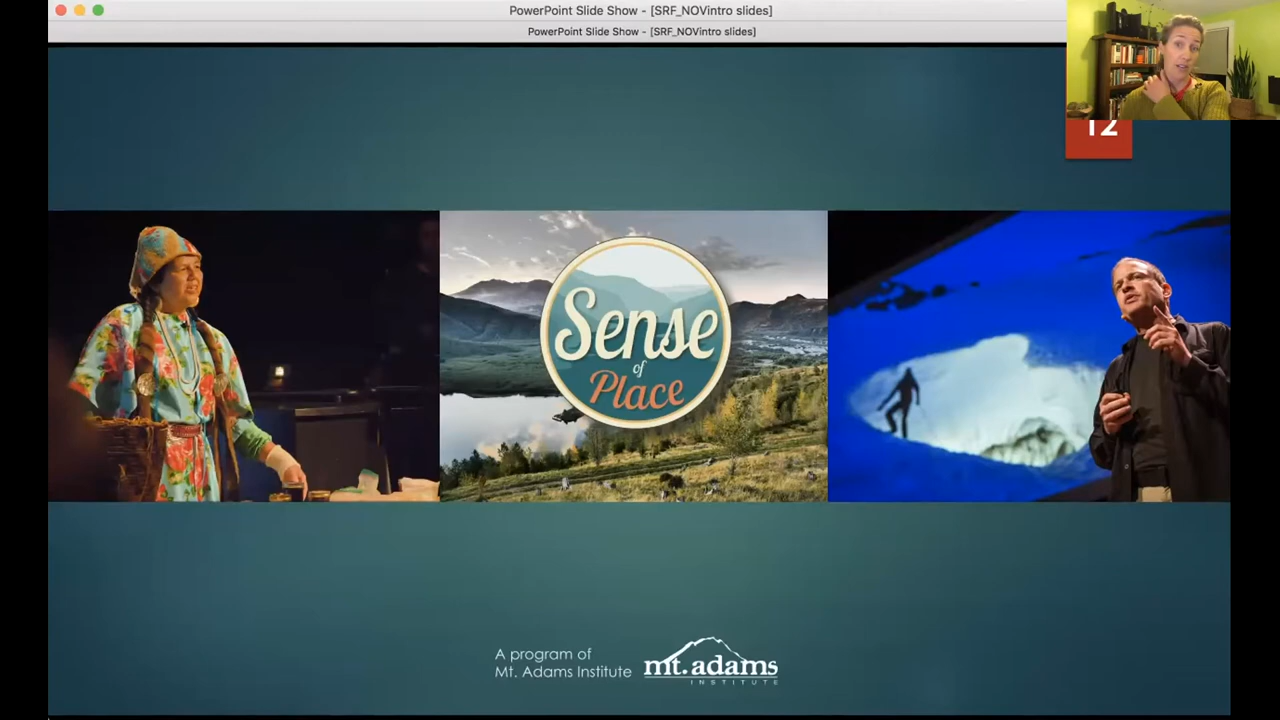 PowerPoint Slide Show - [SRF_NOVintro slides]
PowerPoint Slide Show - [SRF_NOVintro slides]
12
Sense
of
Place
A program of
Mt. Adams Institute
mt. adams
INSTITUTE